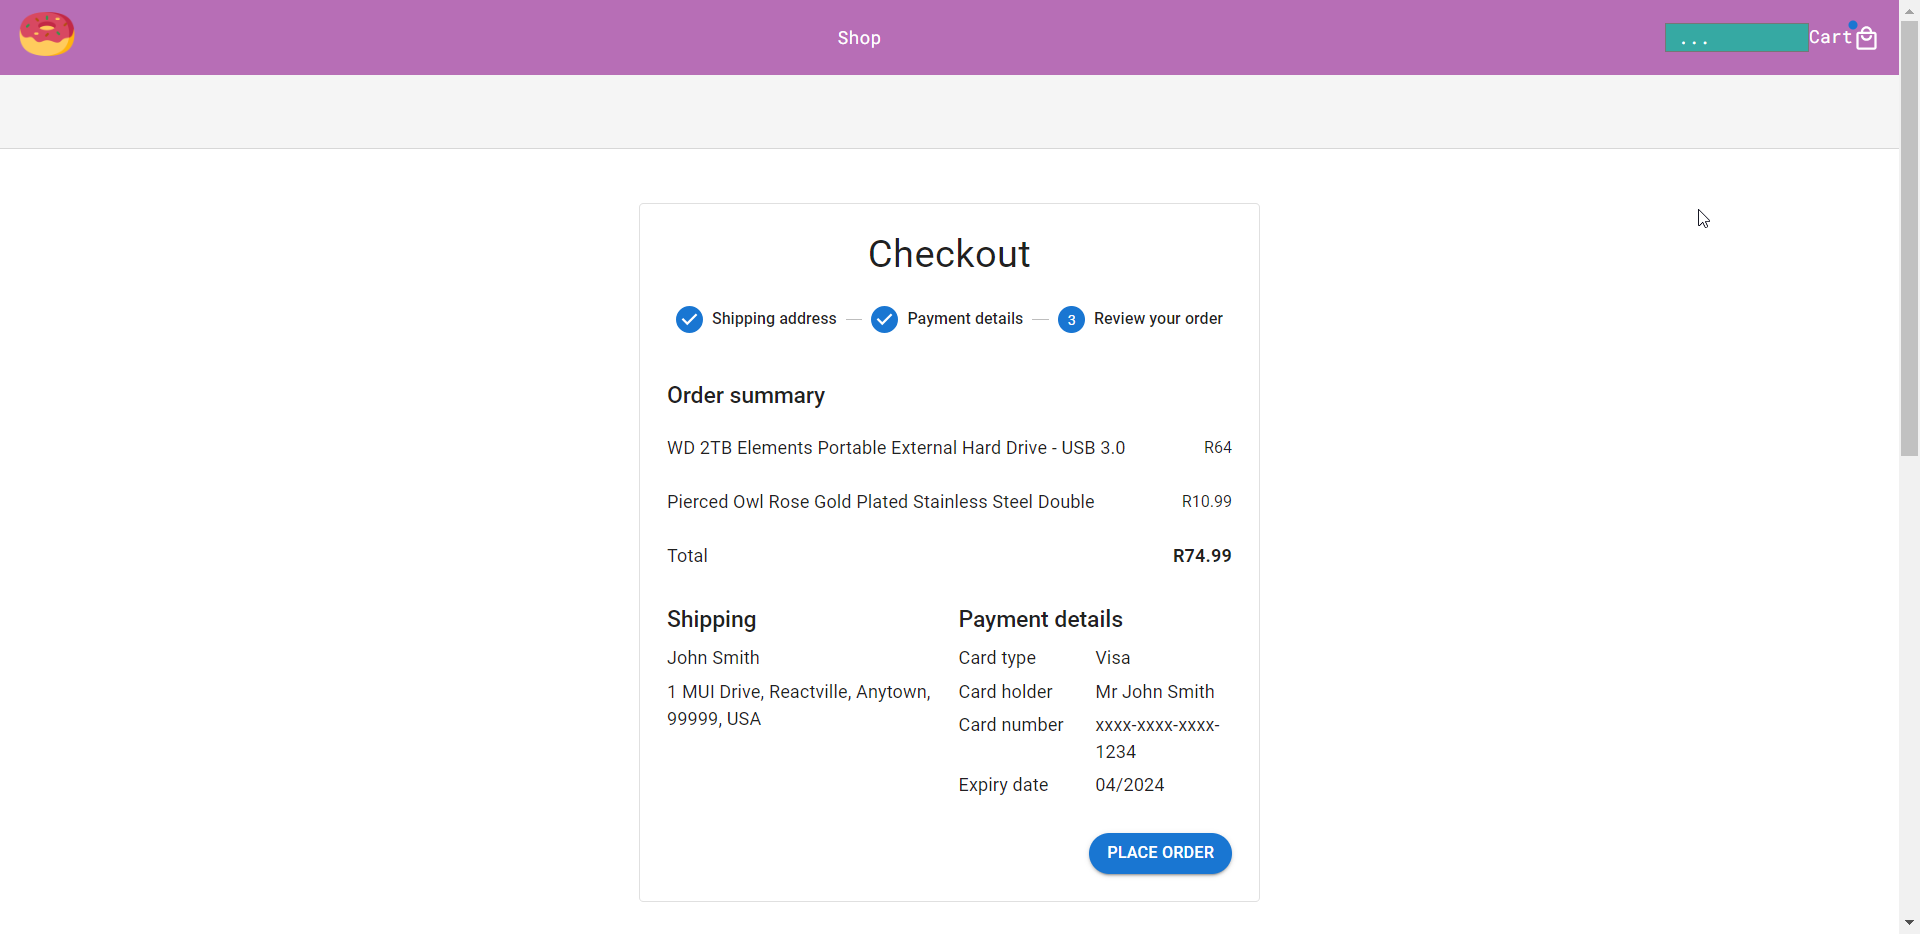 Shop
...
Cart
Checkout
Shipping address
Payment details
3
Review your order
Order summary
WD 2TB Elements Portable External Hard Drive - USB 3.0
R64
Pierced Owl Rose Gold Plated Stainless Steel Double
R10.99
Total
R74.99
Shipping
John Smith
1 MUI Drive, Reactville, Anytown,
99999, USA
Payment details
Card type
Visa
Card holder
Mr John Smith
Card number
xxxx-xxxx-xxxx-
1234
Expiry date
04/2024
PLACE ORDER